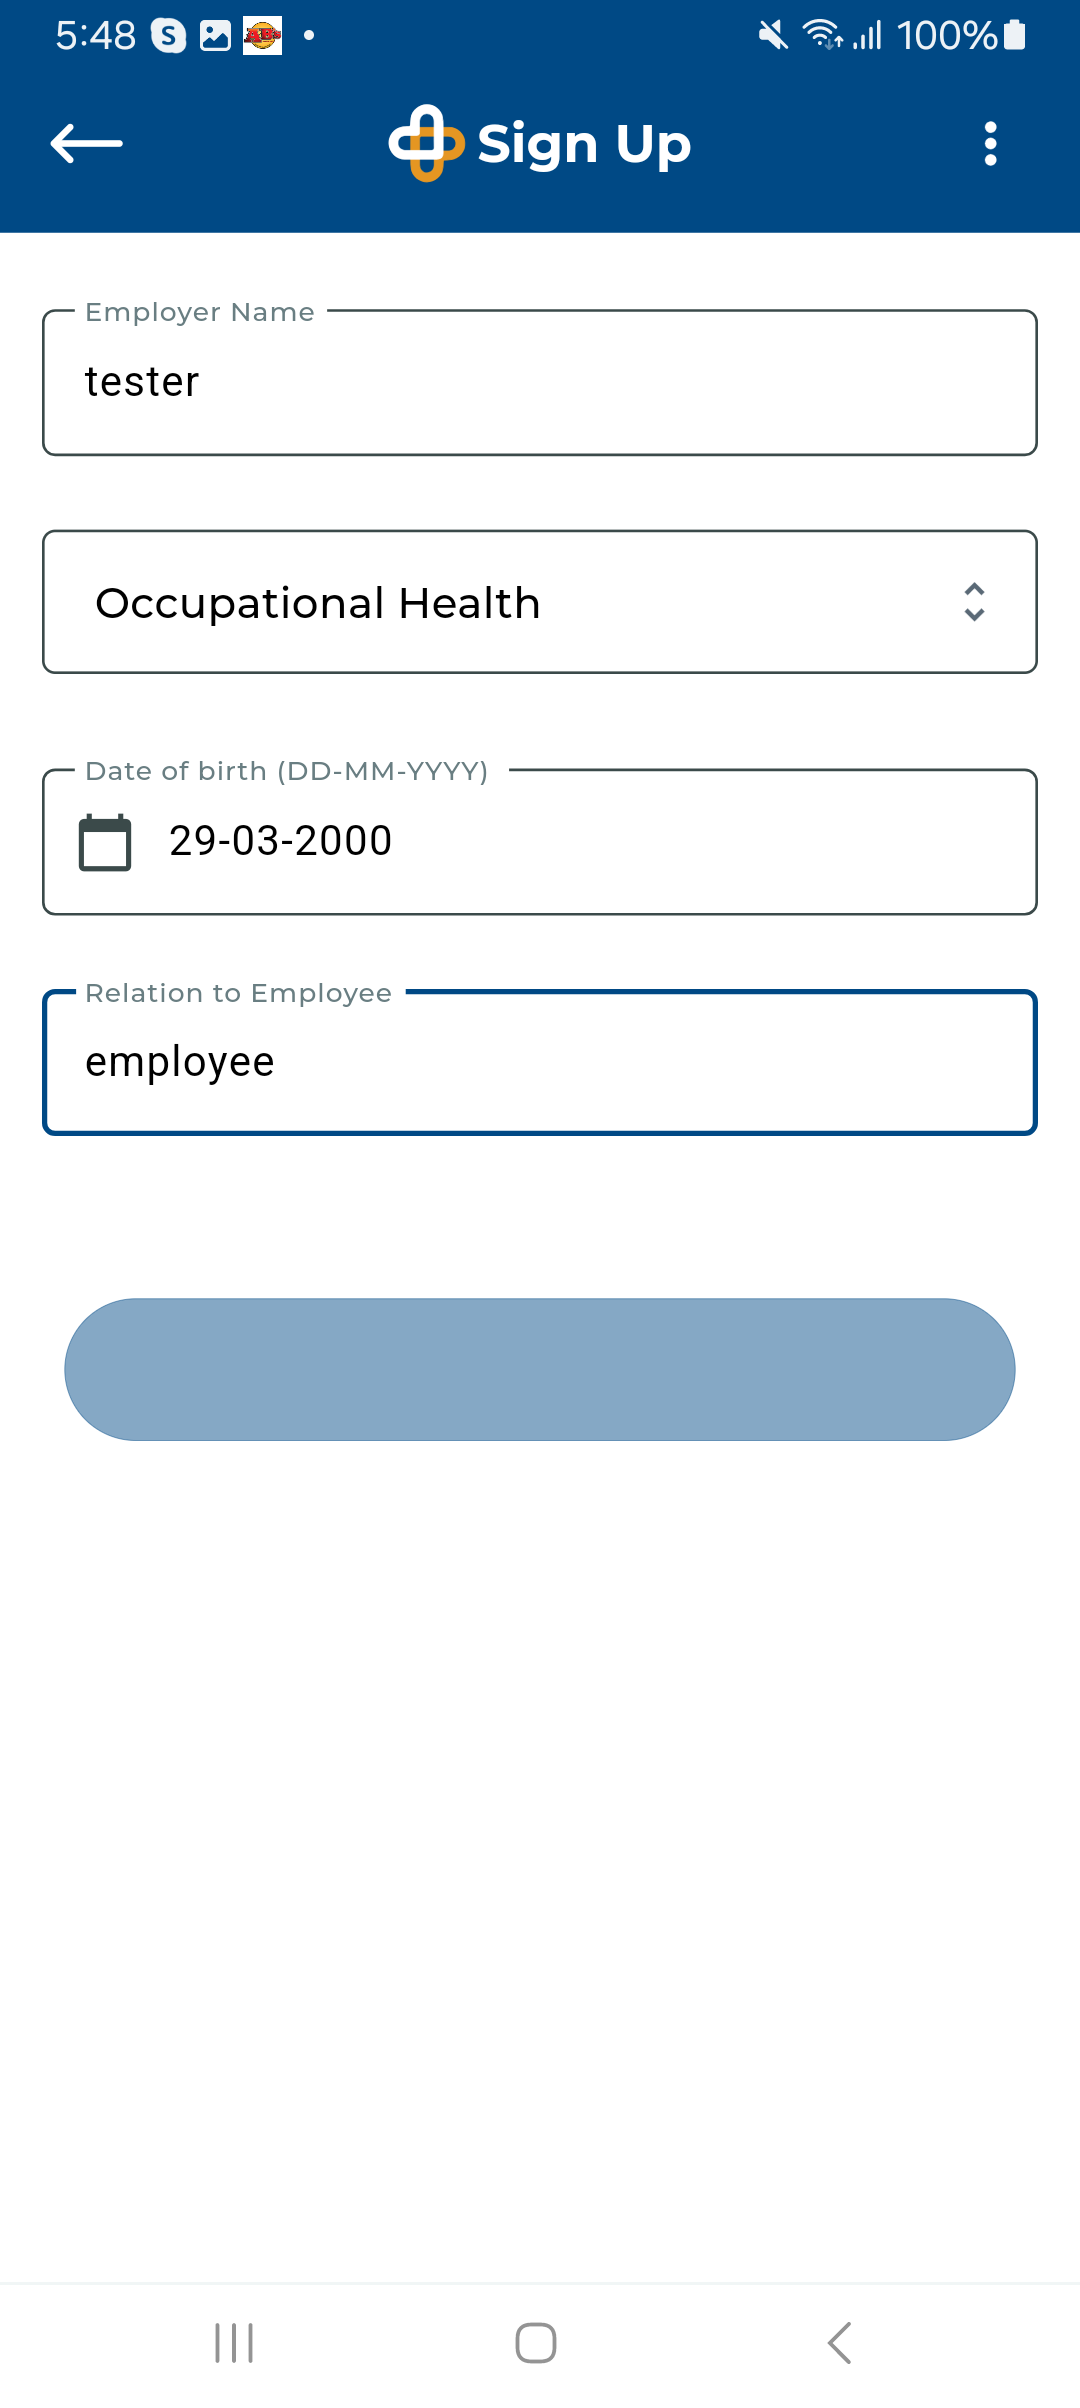 5:48 S ABs 100%
Sign Up
Employer Name
tester
Occupational Health
Date of birth (DD-MM-YYYY)
29-03-2000
Relation to Employee
employee